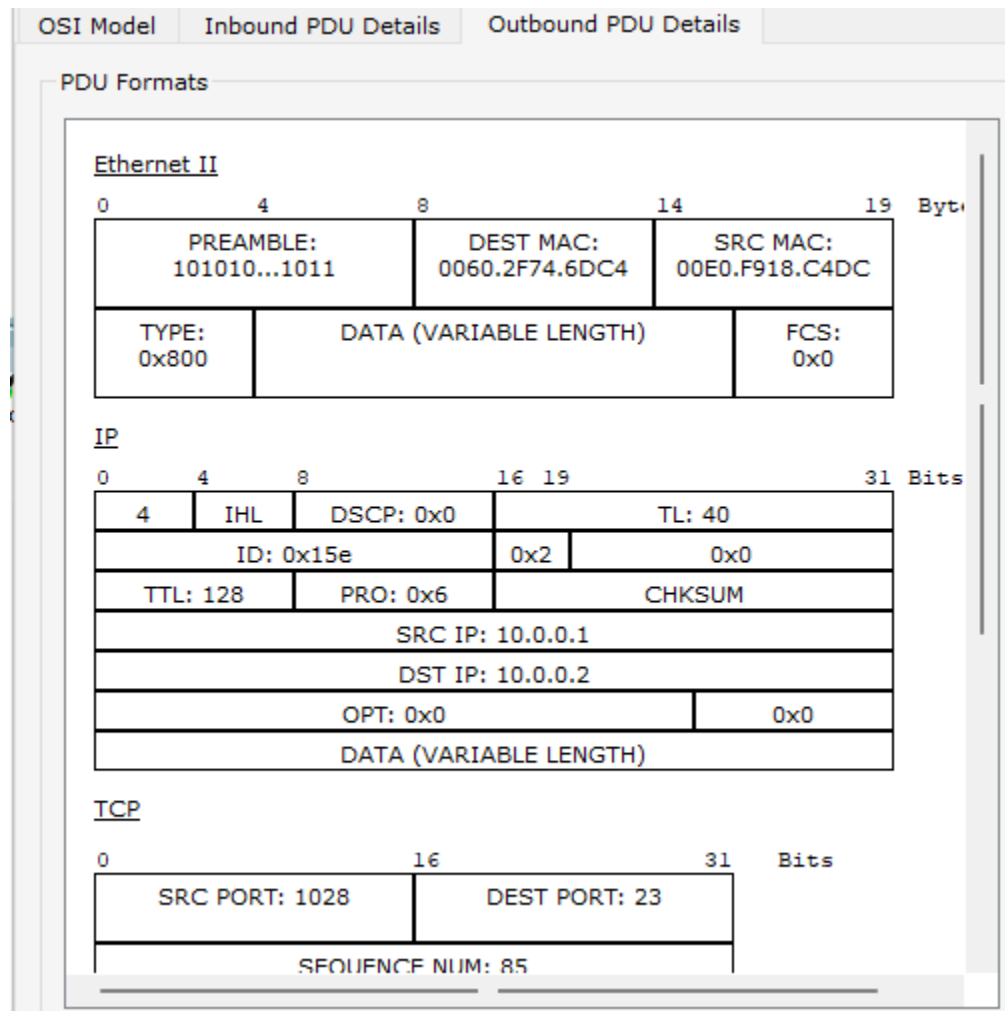 OSI Model Inbound PDU Details Outbound PDU Details
PDU Formats
Ethernet II
0 4 8 14 19
PREAMBLE: DEST MAC: SRC MAC:
101010...1011 0060.2F74.6DC4 00E0.F918.C4DC
TYPE: DATA (VARIABLE LENGTH) FCS:
0x800 0x0
IP
0 4 8 16 19 31 Bits
4 IHL DSCP: 0x0 TL: 40
ID: 0x15e 0x2 0x0
TTL: 128 PRO: 0x6 CHKSUM
SRC IP: 10.0.0.1
DST IP: 10.0.0.2
OPT: 0x0 0x0
DATA (VARIABLE LENGTH)
TCP
0 16 31 Bits
SRC PORT: 1028 DEST PORT: 23
SEQUENCE NUM: 85